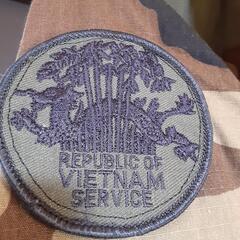 REPUBLIC OF
VIETNAM
SERVICE